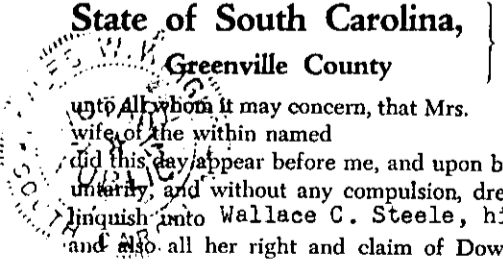 State of South Carolina,
Greenville County
unto all whom it may concern, that Mrs.
wife of the within named
did this day appear before me, and upon b
untarily, and without any compulsion, dre
linquish unto Wallace C. Steele, hi
and also all her right and claim of Dow